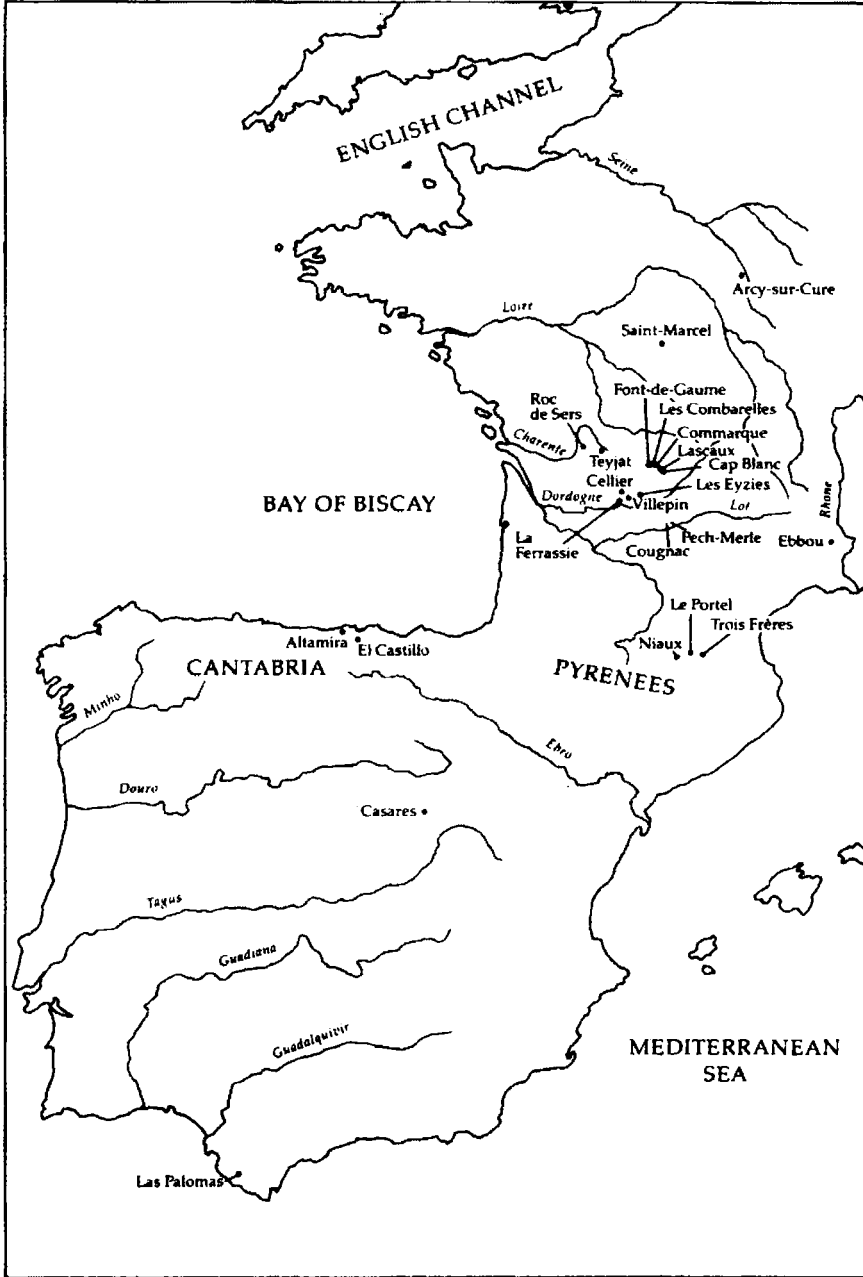 ENGLISH CHANNEL
Seine
Arcy-sur-Cure
Loire
Saint-Marcel
Font-de-Gaume
Roc
de Sers
Les Combarelles
Charente
Commarque
Lascaux
Teyjat
Cap Blanc
Cellier
Les Eyzies
BAY OF BISCAY
Dordogne
Villepin
Lot
Rhone
La
Ferrassie
Pech-Merle
Cougnac
Ebbou
Le Portel
Trois Frères
Altamira
El Castillo
Niaux
CANTABRIA
PYRENEES
Minho
Ebro
Douro
Casares
Tagus
Guadiana
Guadalquivir
MEDITERRANEAN
SEA
Las Palomas